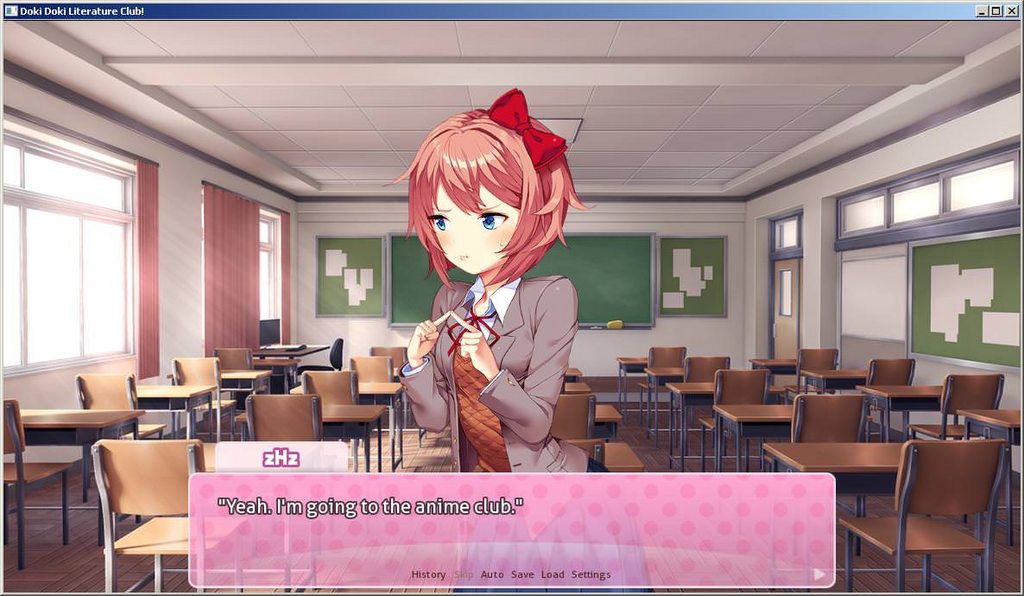 Doki Doki Literature Club!
zHz
"Yeah. I'm going to the anime club."
History Skip Auto Save Load Settings